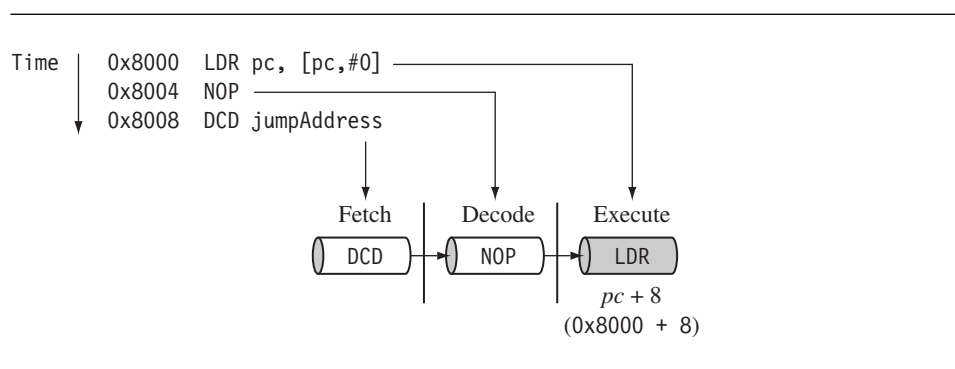 Time 0x8000 LDR pc, [pc,#0]
0x8004 NOP
0x8008 DCD jumpAddress
Fetch Decode Execute
DCD NOP LDR
pc + 8
(0x8000 + 8)